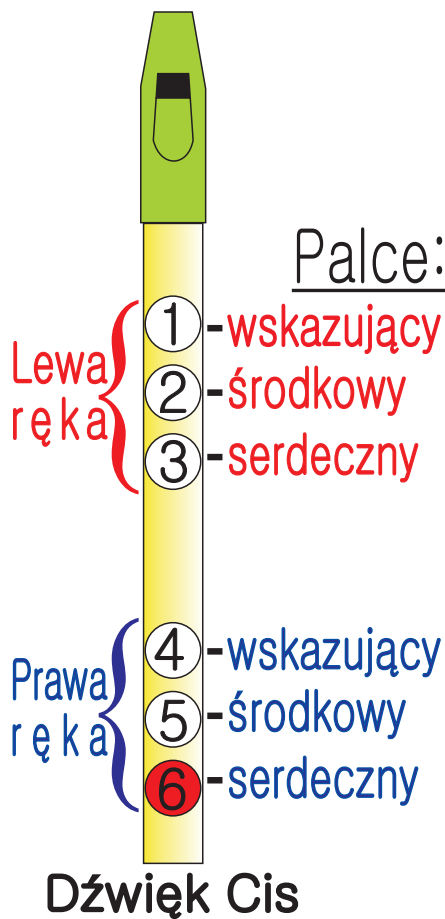 Palce:
Lewa
ręka
1 -wskazujący
2 -środkowy
3 -serdeczny
Prawa
ręka
4 -wskazujący
5 -środkowy
6 -serdeczny
Dźwięk Cis